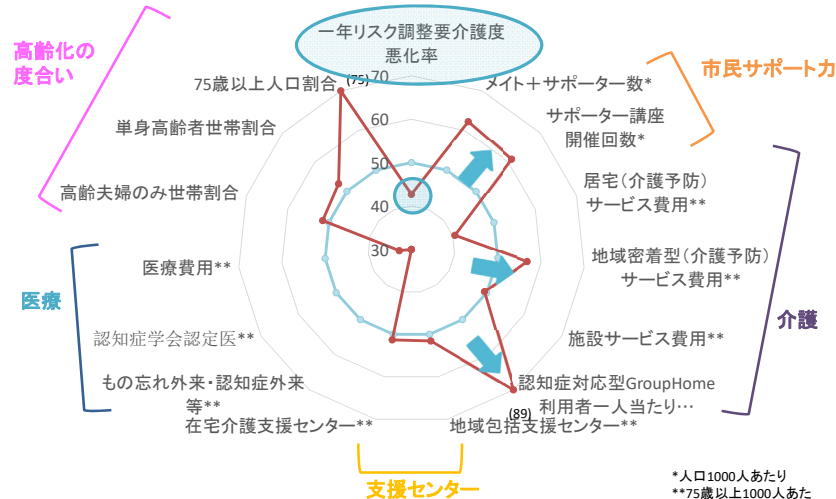 一年リスク調整要介護度
悪化率
高齢化の
度合い
市民サポート力
75歳以上人口割合
(75)
70
メイト＋サポーター数*
サポーター講座
開催回数*
単身高齢者世帯割合
60
50
居宅（介護予防）
サービス費用**
高齢夫婦のみ世帯割合
40
30
地域密着型（介護予防）
サービス費用**
医療費用**
医療
介護
認知症学会認定医**
施設サービス費用**
もの忘れ外来・認知症外来
等**
認知症対応型GroupHome
利用者一人当たり…
(89)
在宅介護支援センター**
地域包括支援センター**
支援センター
*人口1000人あたり
**75歳以上1000人あた